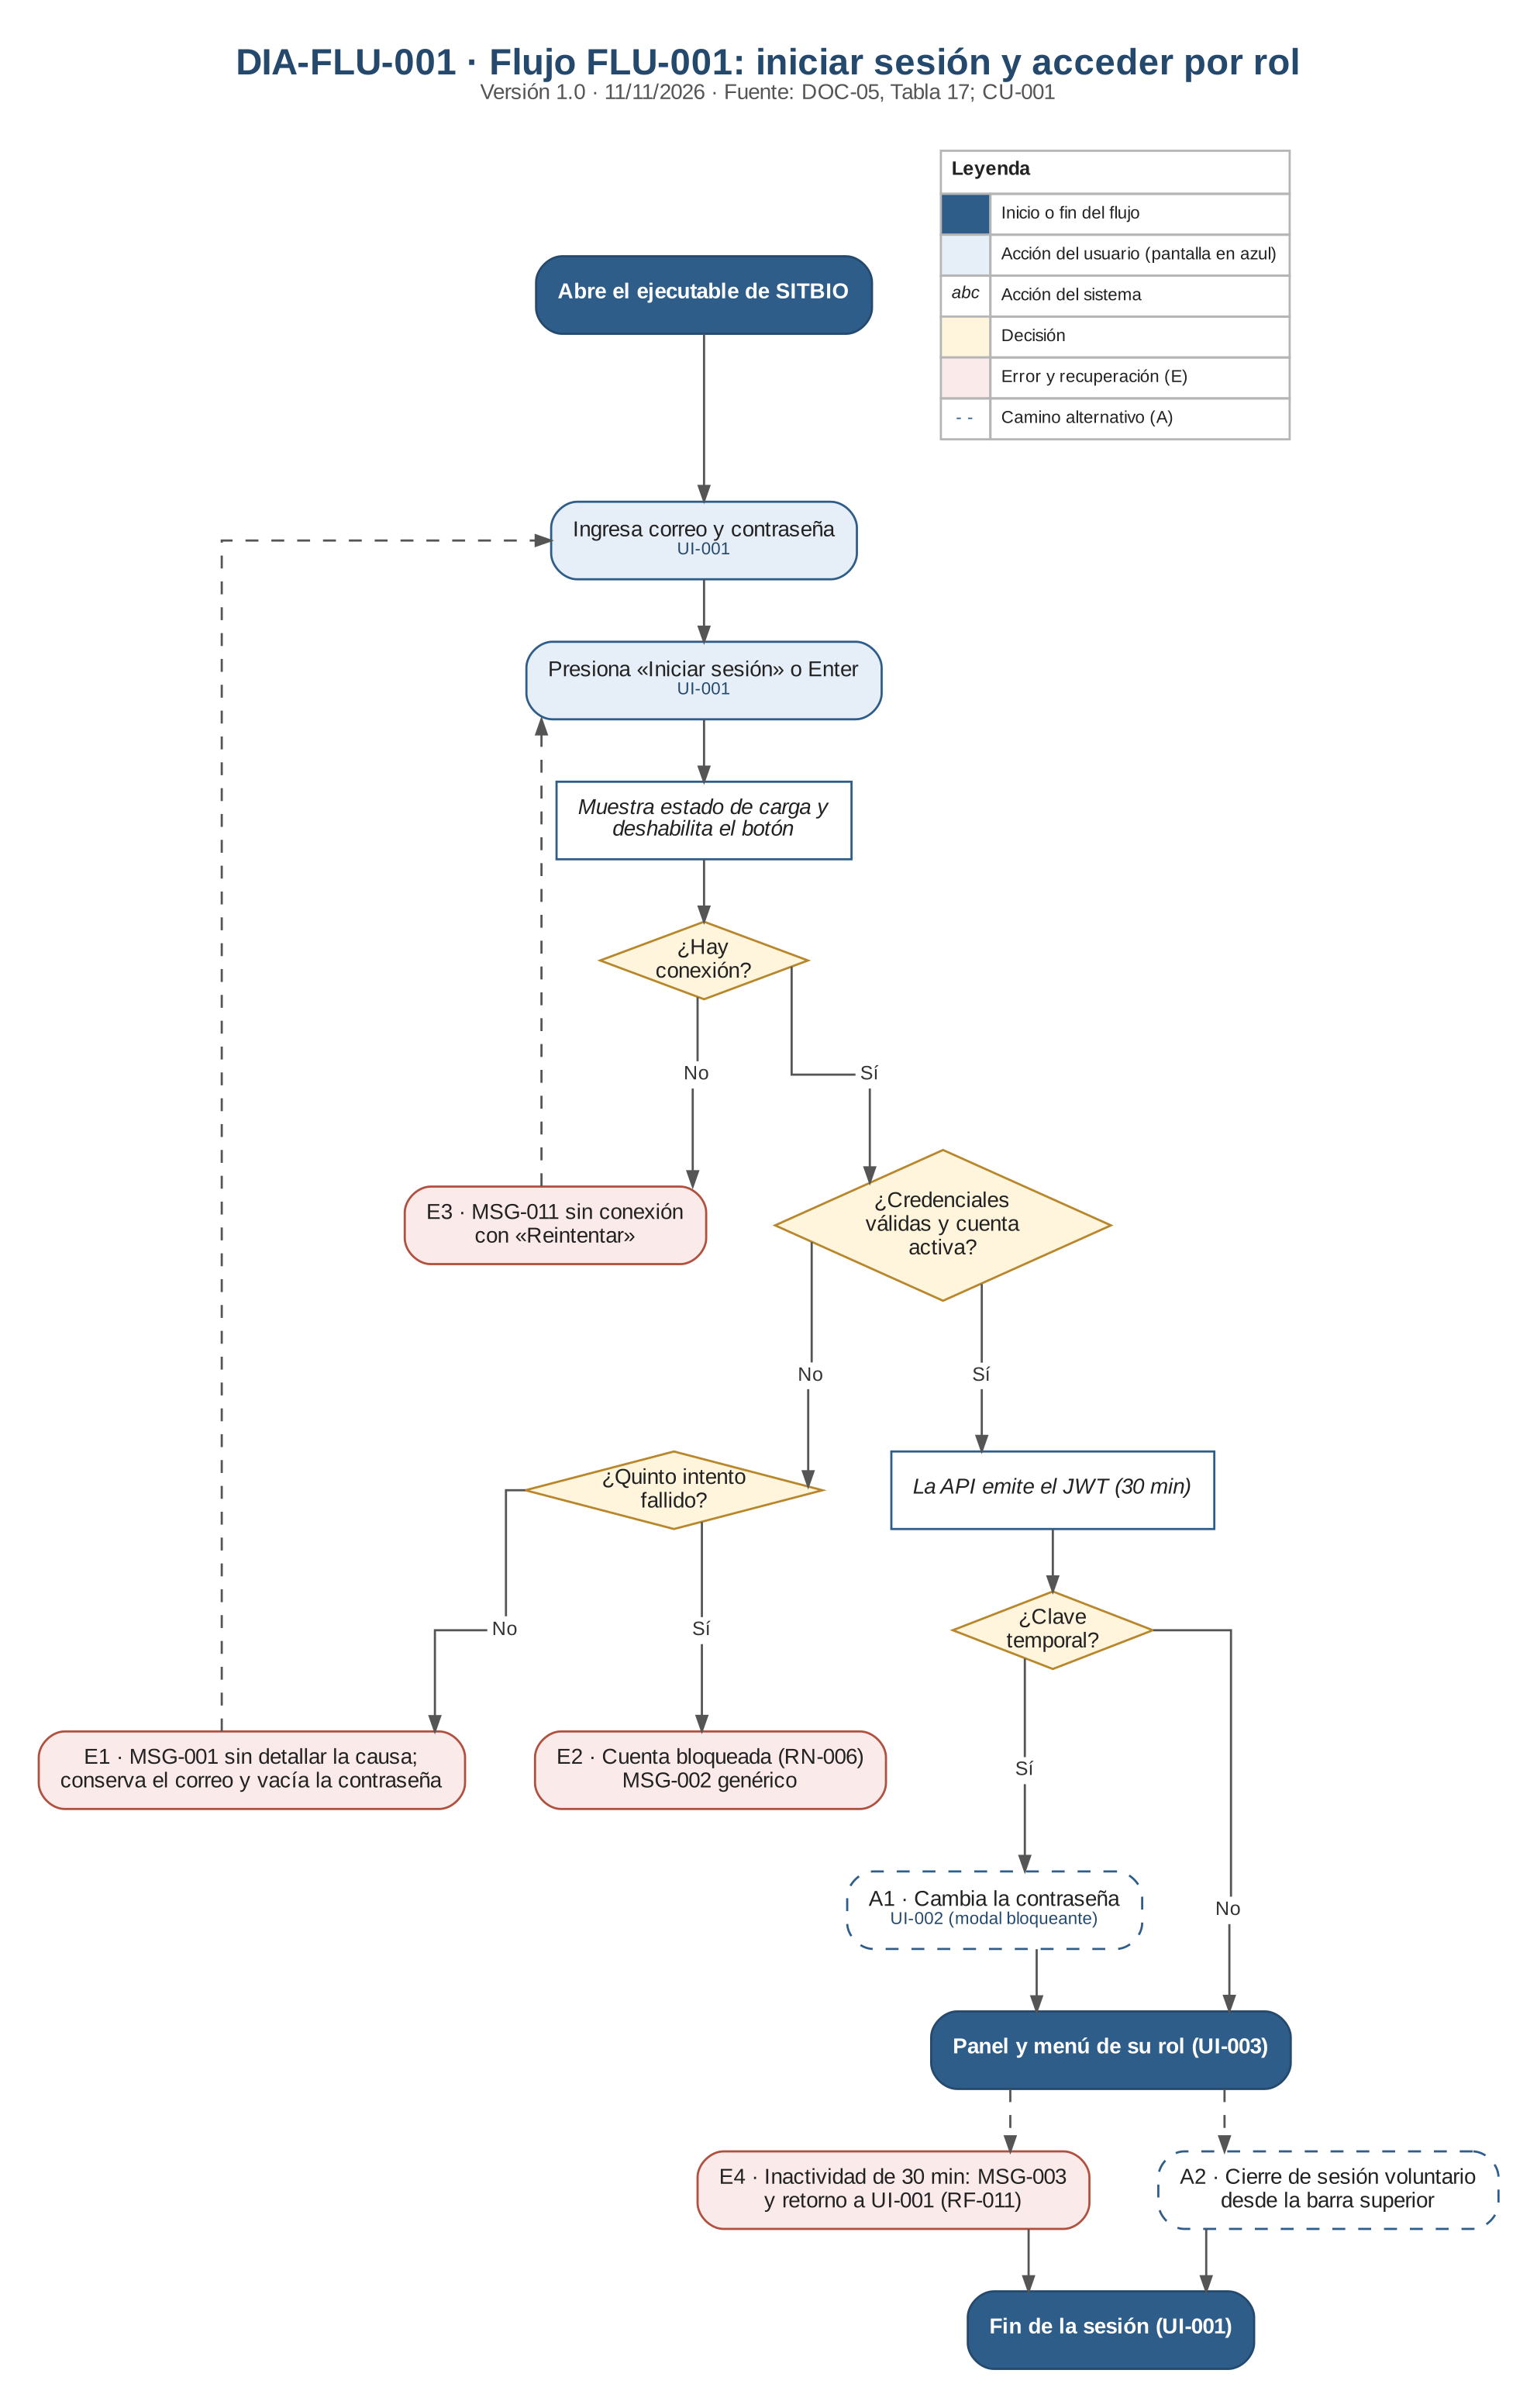 DIA-FLU-001 · Flujo FLU-001: iniciar sesión y acceder por rol
Versión 1.0 · 11/11/2026 · Fuente: DOC-05, Tabla 17; CU-001
Leyenda
Inicio o fin del flujo
Acción del usuario (pantalla en azul)
abc Acción del sistema
Decisión
Error y recuperación (E)
- - Camino alternativo (A)
Abre el ejecutable de SITBIO
Ingresa correo y contraseña
UI-001
Presiona «Iniciar sesión» o Enter
UI-001
Muestra estado de carga y
deshabilita el botón
¿Hay
conexión?
No
Sí
E3 · MSG-011 sin conexión
con «Reintentar»
¿Credenciales
válidas y cuenta
activa?
No
Sí
¿Quinto intento
fallido?
La API emite el JWT (30 min)
No
Sí
¿Clave
temporal?
E1 · MSG-001 sin detallar la causa;
conserva el correo y vacía la contraseña
E2 · Cuenta bloqueada (RN-006)
MSG-002 genérico
Sí
A1 · Cambia la contraseña
UI-002 (modal bloqueante)
No
Panel y menú de su rol (UI-003)
E4 · Inactividad de 30 min: MSG-003
y retorno a UI-001 (RF-011)
A2 · Cierre de sesión voluntario
desde la barra superior
Fin de la sesión (UI-001)